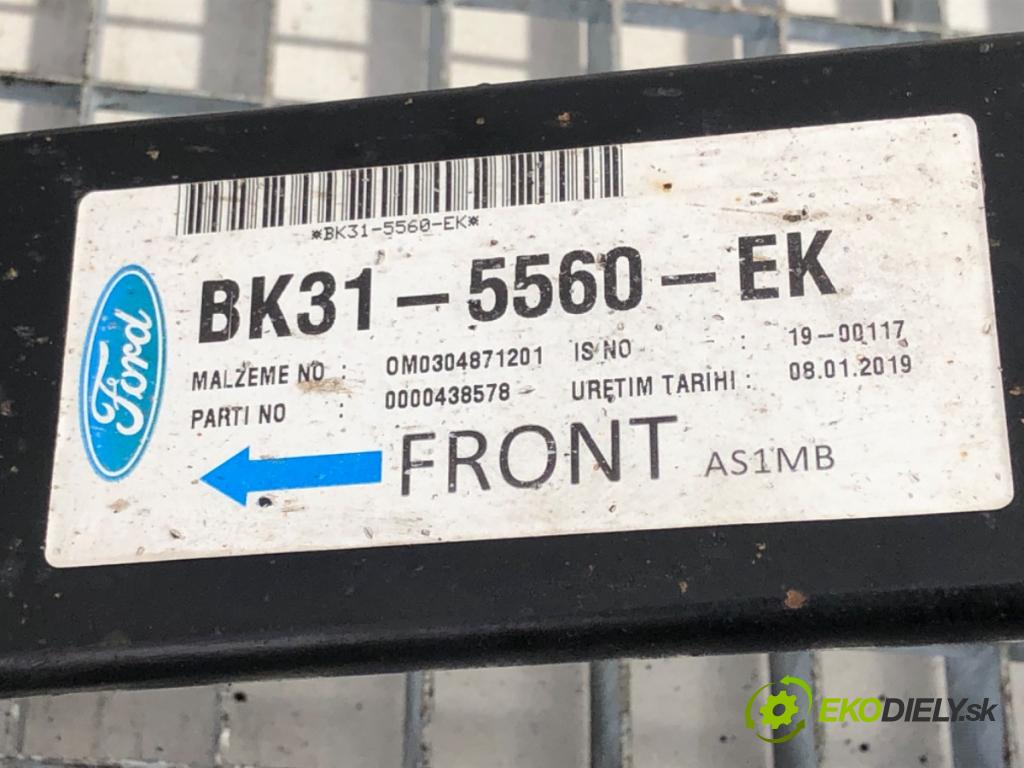 *BK31-5560-EK*
BK31-5560-EK
MALZEME NO : 0M0304871201 IS NO : 19-00117
PARTI NO : 0000438578 URETIM TARIHI : 08.01.2019
Ford
FRONT AS1MB
EKODIELY.sk